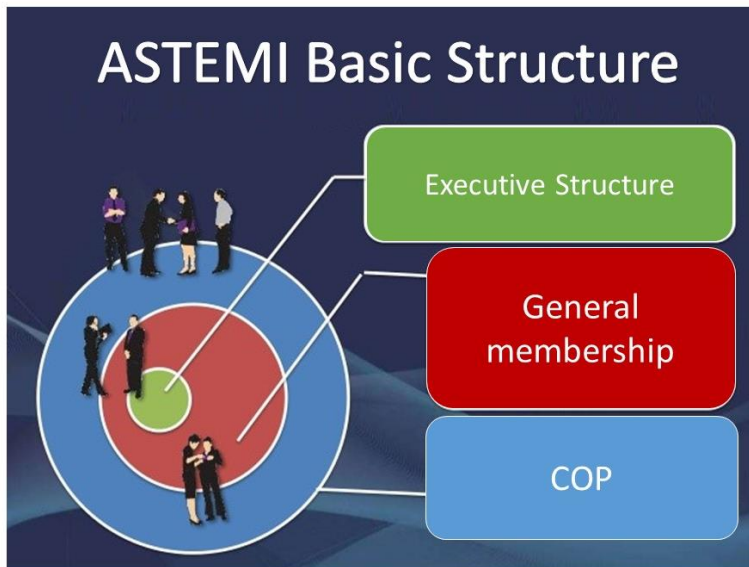 ASTEMI Basic Structure
Executive Structure
General
membership
COP